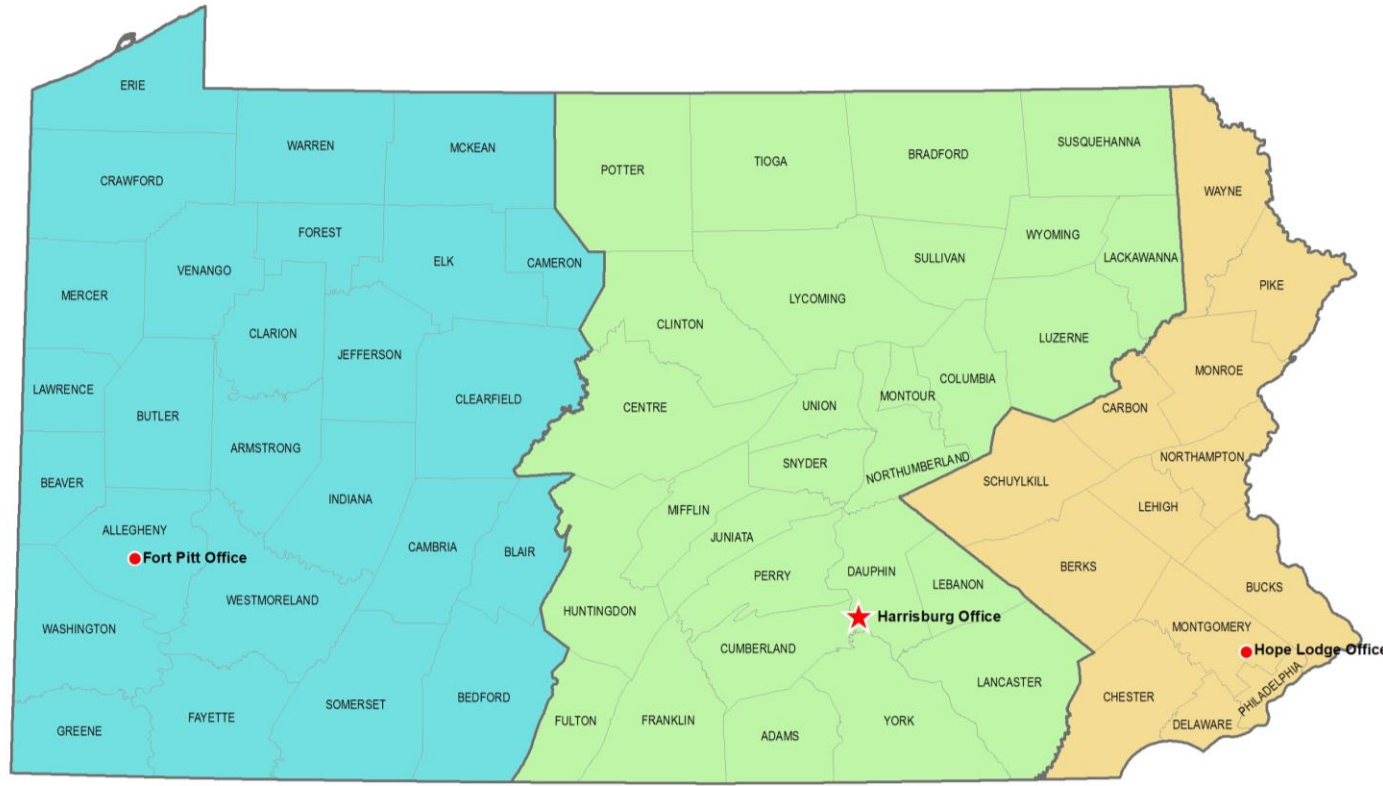 ERIE
WARREN
MCKEAN
CRAWFORD
POTTER
TIOGA
BRADFORD
SUSQUEHANNA
WAYNE
FOREST
VENANGO
ELK
CAMERON
MERCER
CLARION
JEFFERSON
CLINTON
LYCOMING
SULLIVAN
WYOMING
LACKAWANNA
PIKE
LUZERNE
LAWRENCE
BUTLER
CLEARFIELD
CENTRE
UNION
MONTOUR
COLUMBIA
MONROE
CARBON
ARMSTRONG
BEAVER
INDIANA
SNYDER
NORTHUMBERLAND
SCHUYLKILL
NORTHAMPTON
LEHIGH
ALLEGHENY
Fort Pitt Office
CAMBRIA
BLAIR
MIFFLIN
JUNIATA
PERRY
DAUPHIN
LEBANON
BERKS
BUCKS
WESTMORELAND
WASHINGTON
HUNTINGDON
CUMBERLAND
Harrisburg Office
MONTGOMERY
Hope Lodge Office
PHILADELPHIA
GREENE
FAYETTE
SOMERSET
BEDFORD
FULTON
FRANKLIN
ADAMS
YORK
LANCASTER
CHESTER
DELAWARE